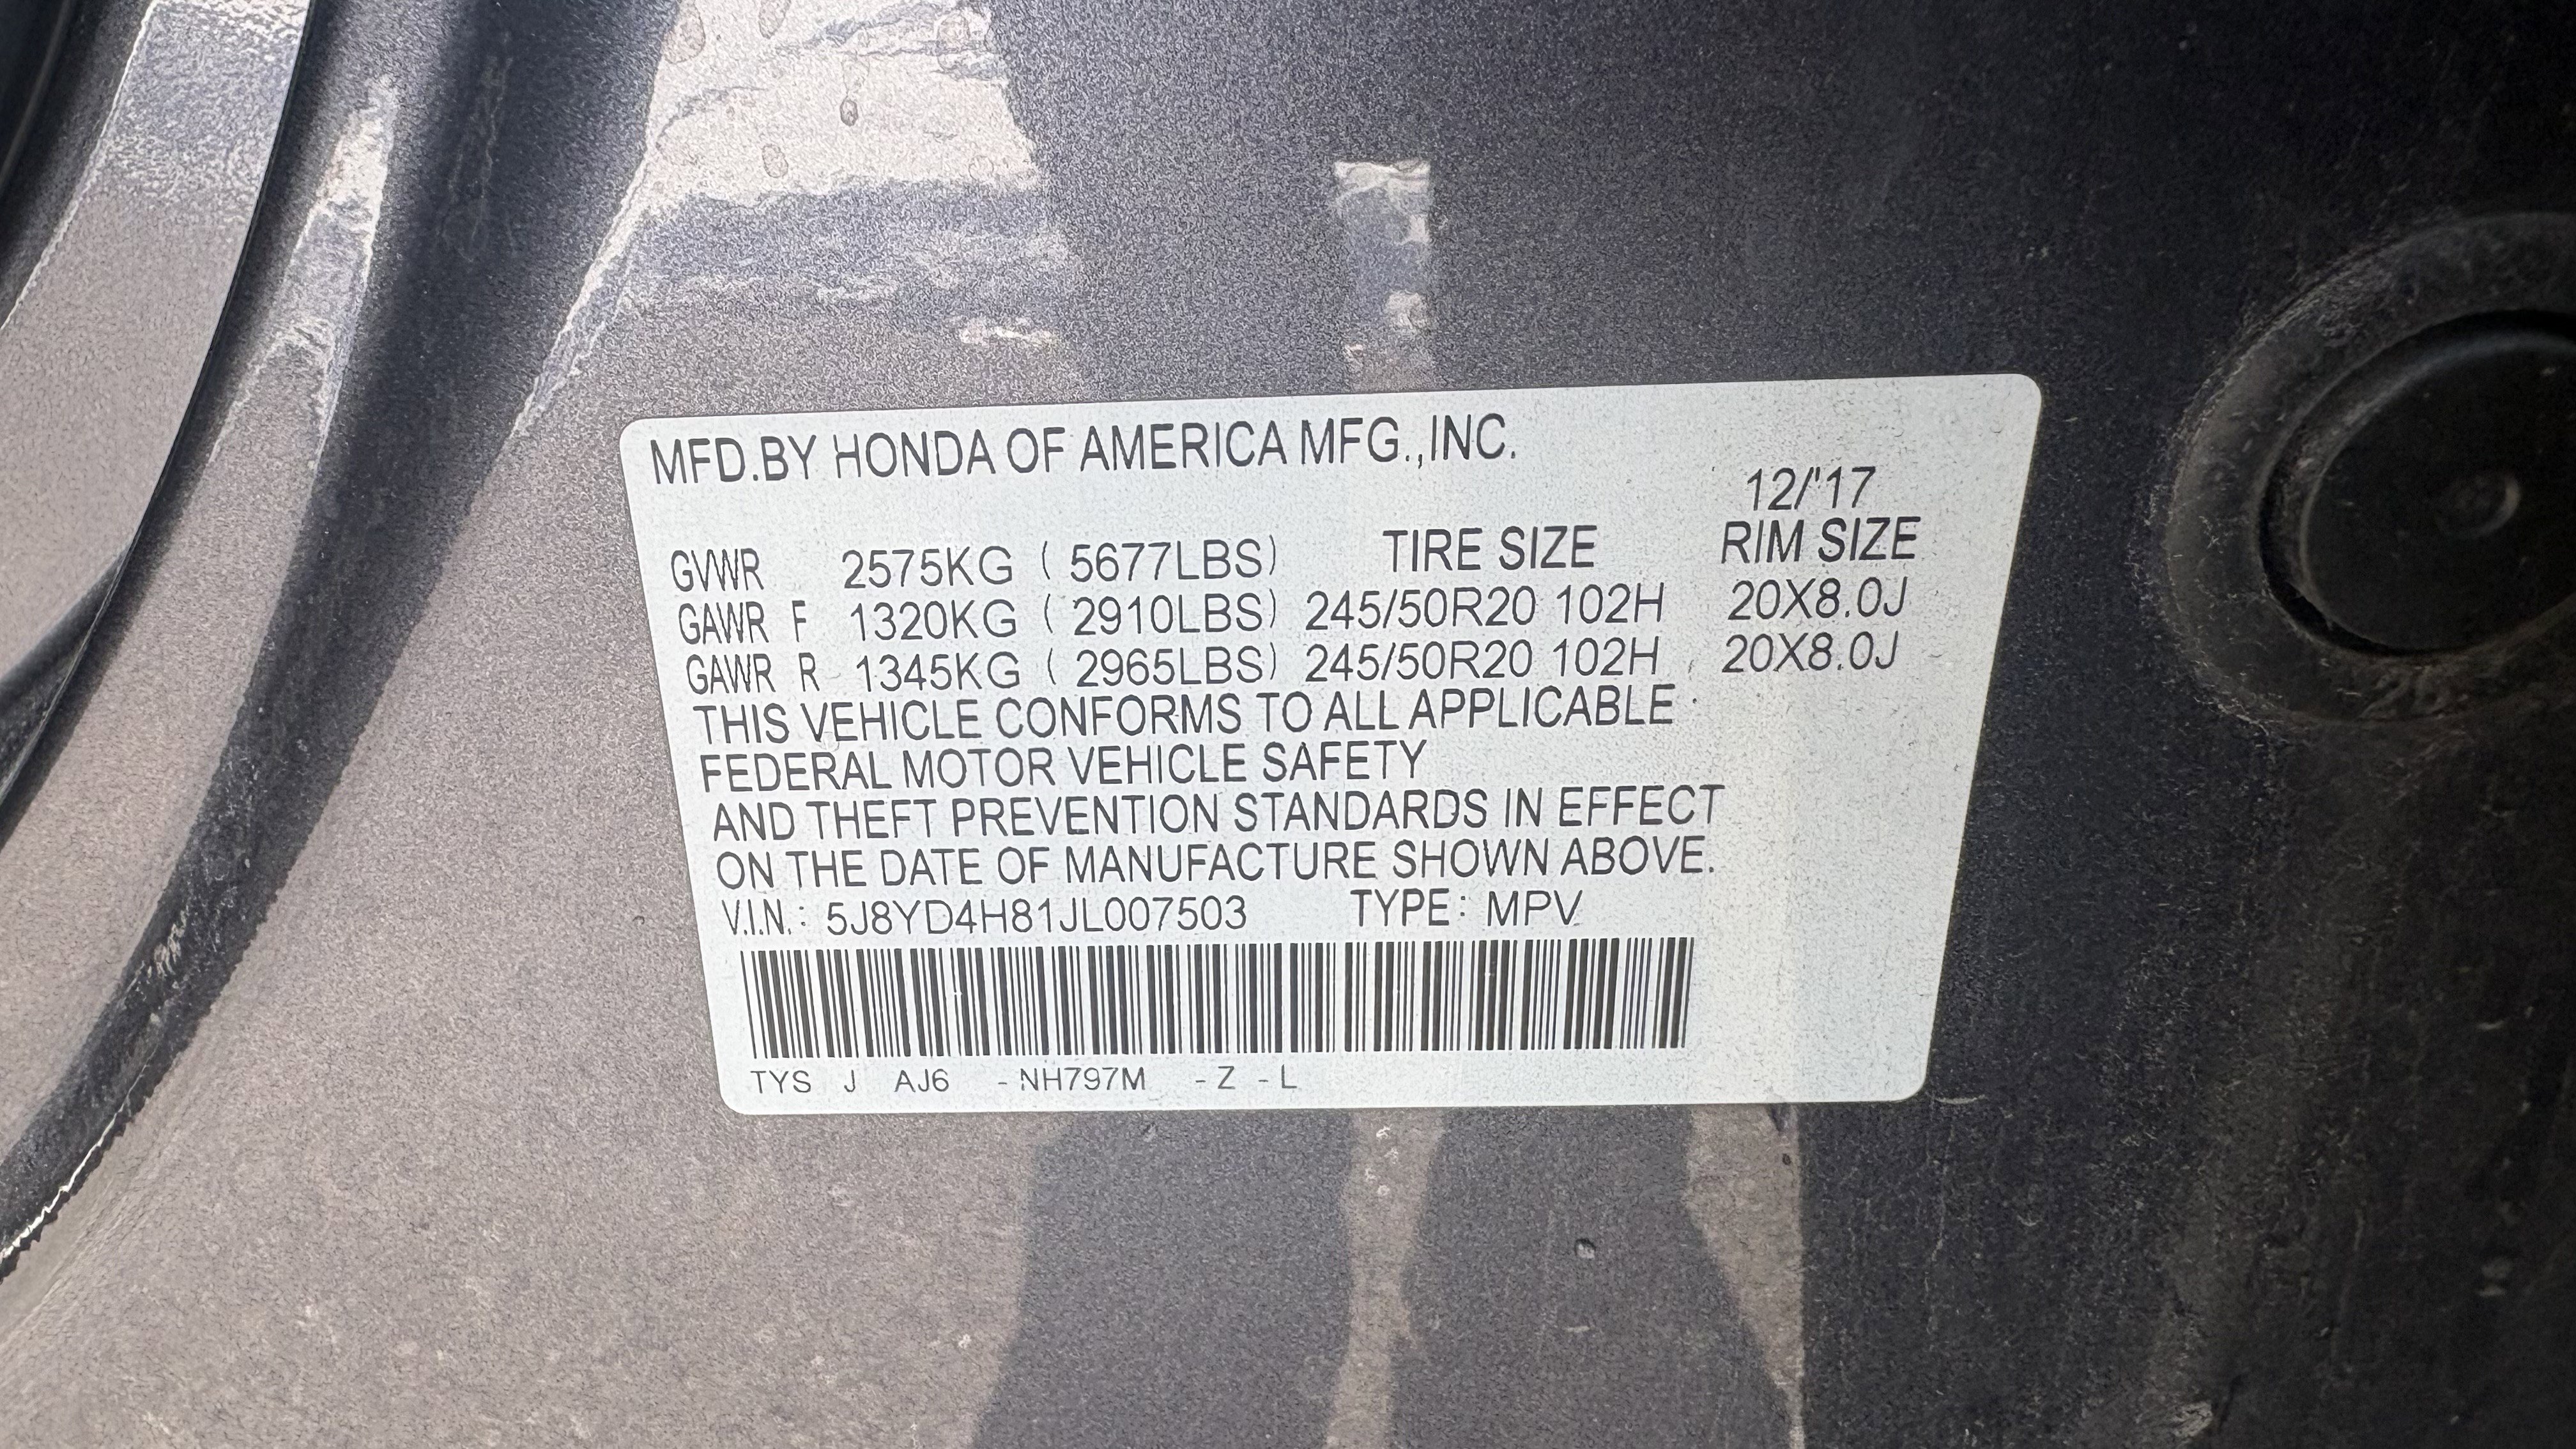 MFD.BY HONDA OF AMERICA MFG.,INC.
12/'17
GVWR 2575KG ( 5677LBS) TIRE SIZE RIM SIZE
GAWR F 1320KG ( 2910LBS) 245/50R20 102H 20X8.0J
GAWR R 1345KG ( 2965LBS) 245/50R20 102H 20X8.0J
THIS VEHICLE CONFORMS TO ALL APPLICABLE
FEDERAL MOTOR VEHICLE SAFETY
AND THEFT PREVENTION STANDARDS IN EFFECT
ON THE DATE OF MANUFACTURE SHOWN ABOVE.
V.I.N.: 5J8YD4H81JL007503 TYPE: MPV
TYS J AJ6 - NH797M - Z - L